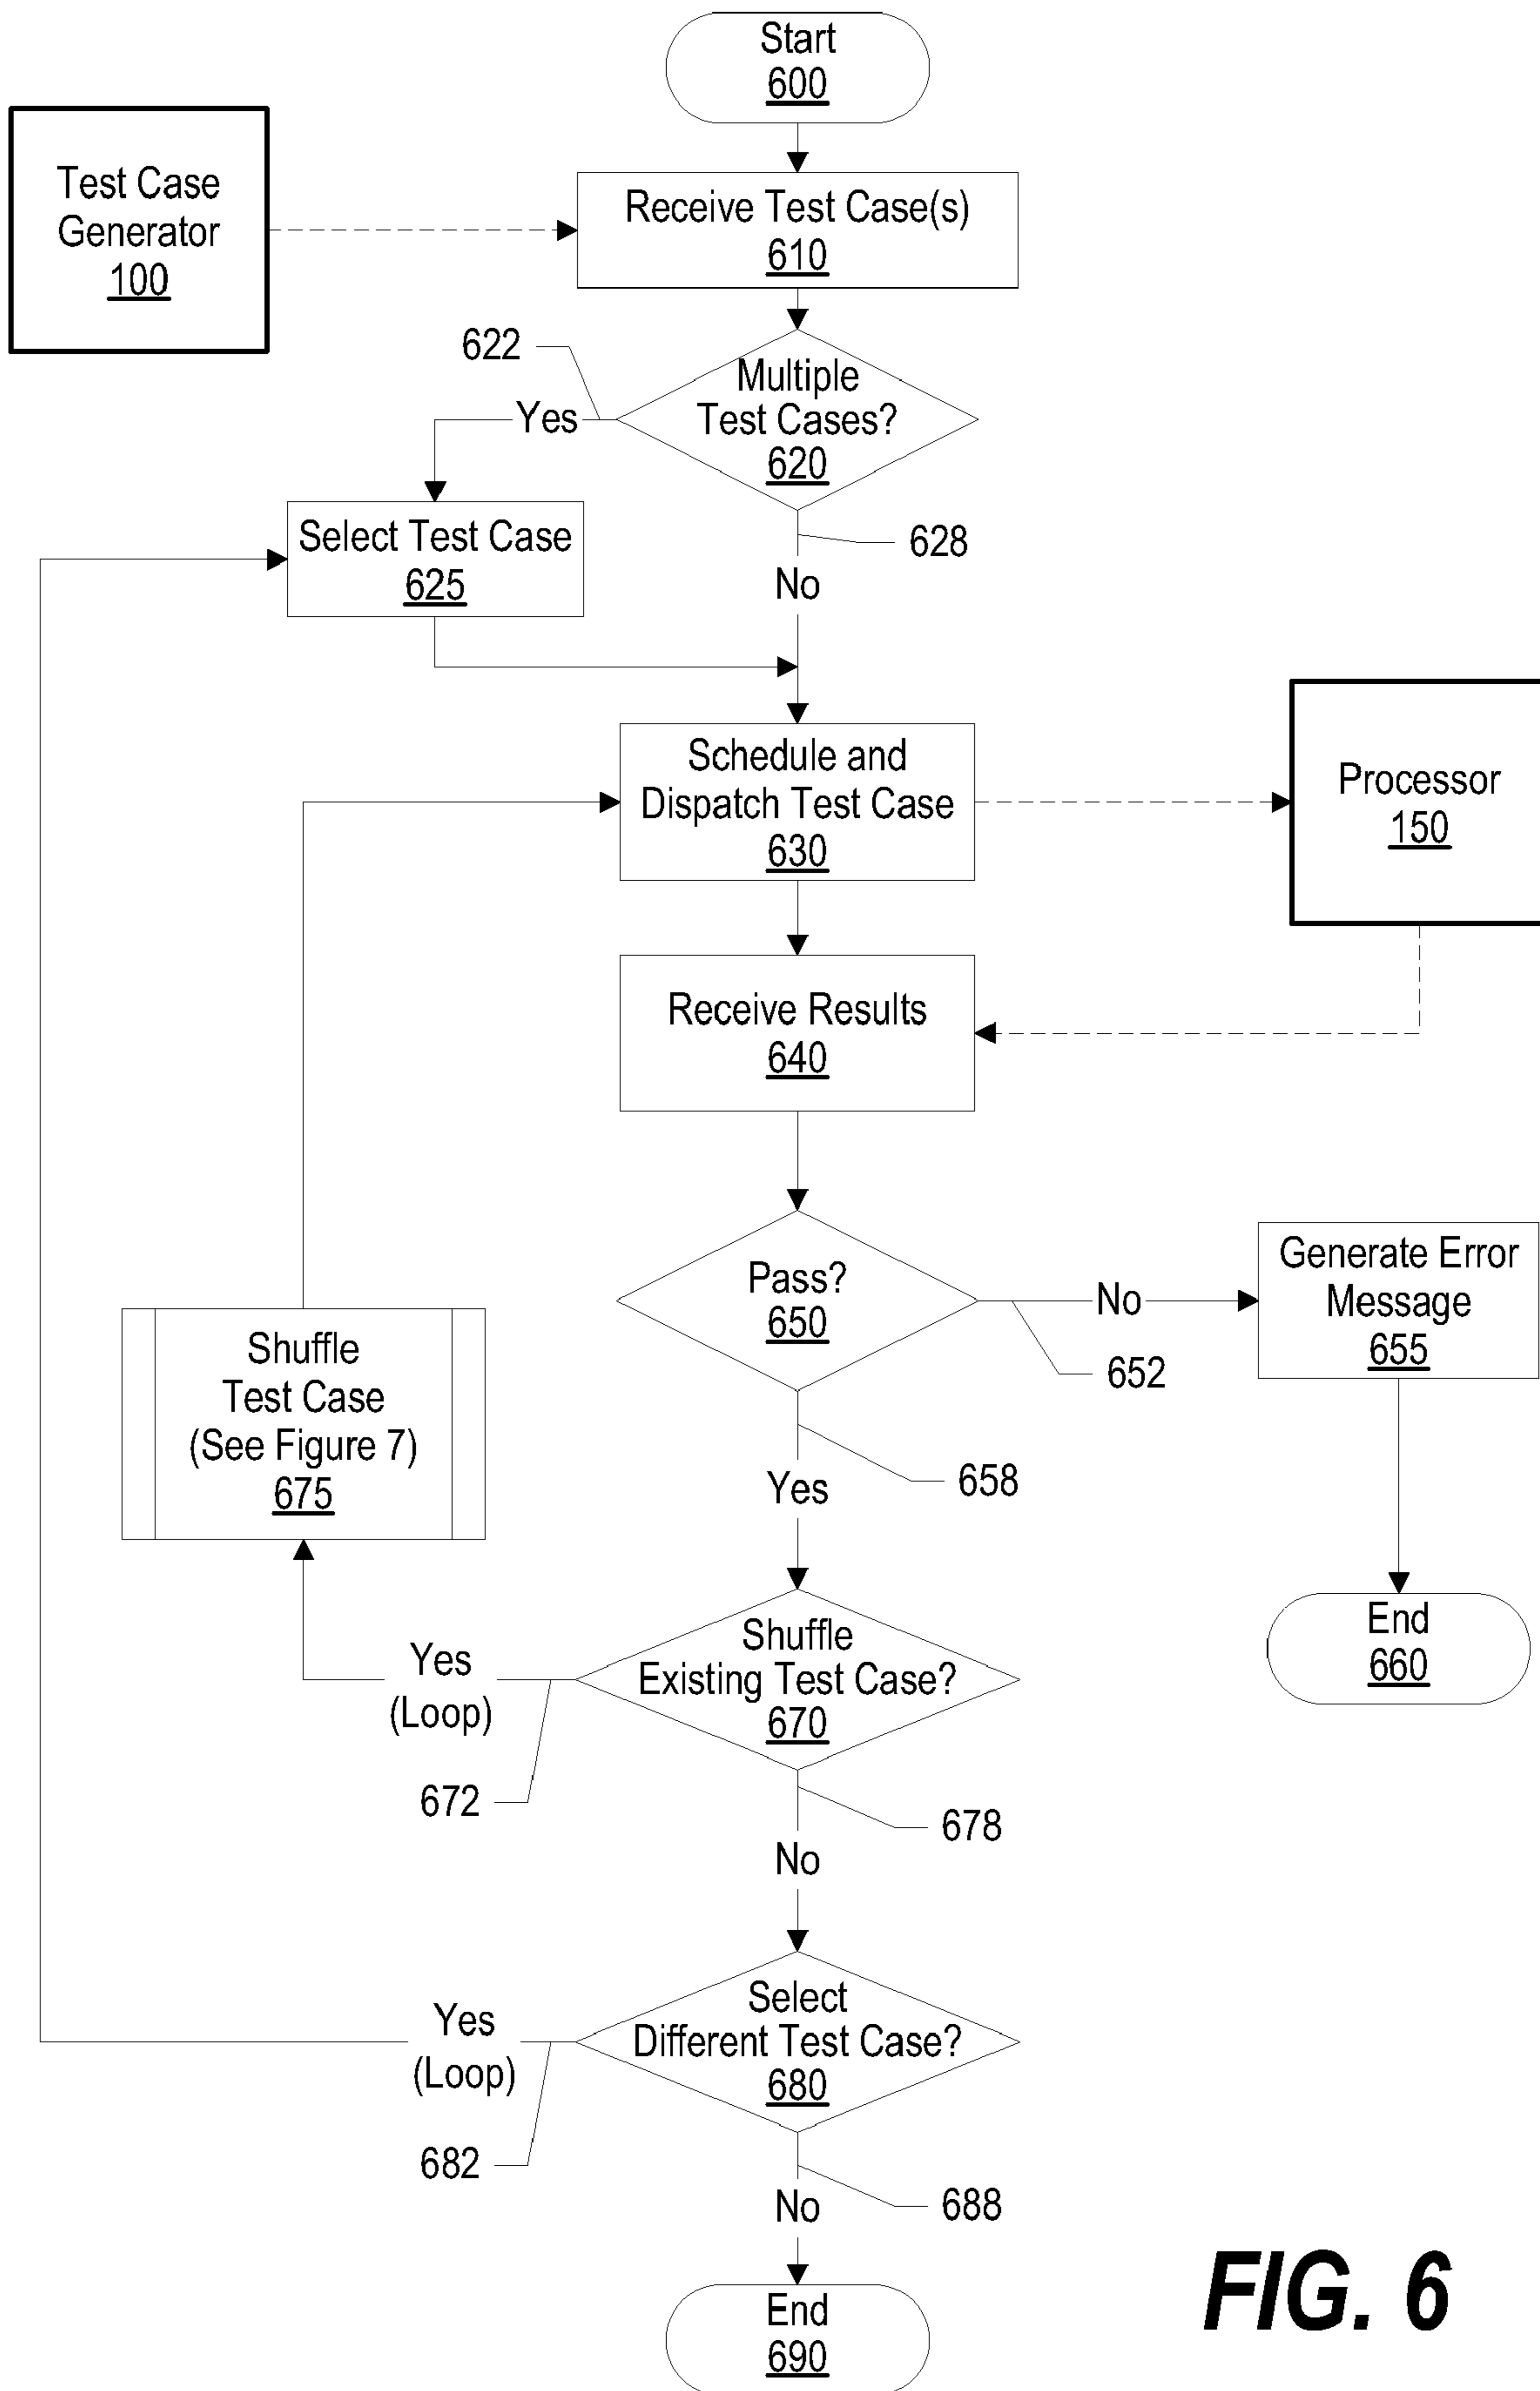 Start
600
Test Case
Generator
100
Receive Test Case(s)
610
622
Multiple
Test Cases?
620
Yes
628
No
Select Test Case
625
Schedule and
Dispatch Test Case
630
Processor
150
Receive Results
640
Pass?
650
No
652
Generate Error
Message
655
Shuffle
Test Case
(See Figure 7)
675
658
Yes
End
660
Shuffle
Existing Test Case?
670
Yes
(Loop)
672
678
No
Select
Different Test Case?
680
Yes
(Loop)
682
688
No
End
690
FIG. 6